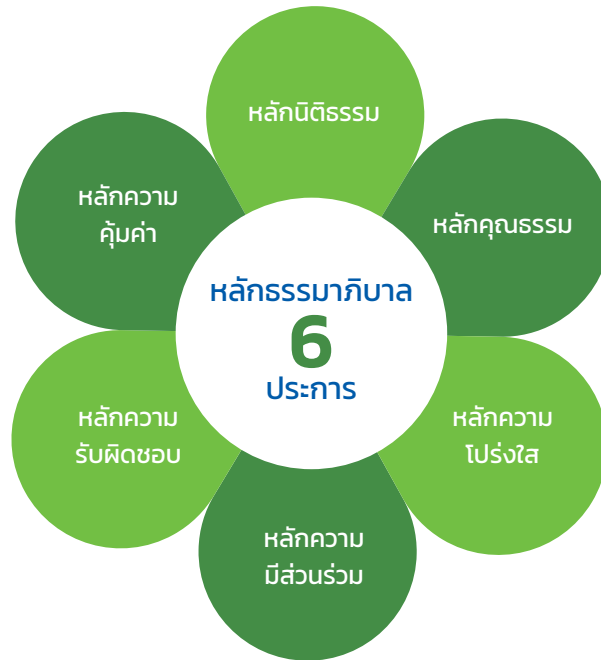 หลักนิติธรรม
หลักคุณธรรม
หลักความ
โปร่งใส
หลักความ
มีส่วนร่วม
หลักความ
รับผิดชอบ
หลักความ
คุ้มค่า
หลักธรรมาภิบาล
6
ประการ